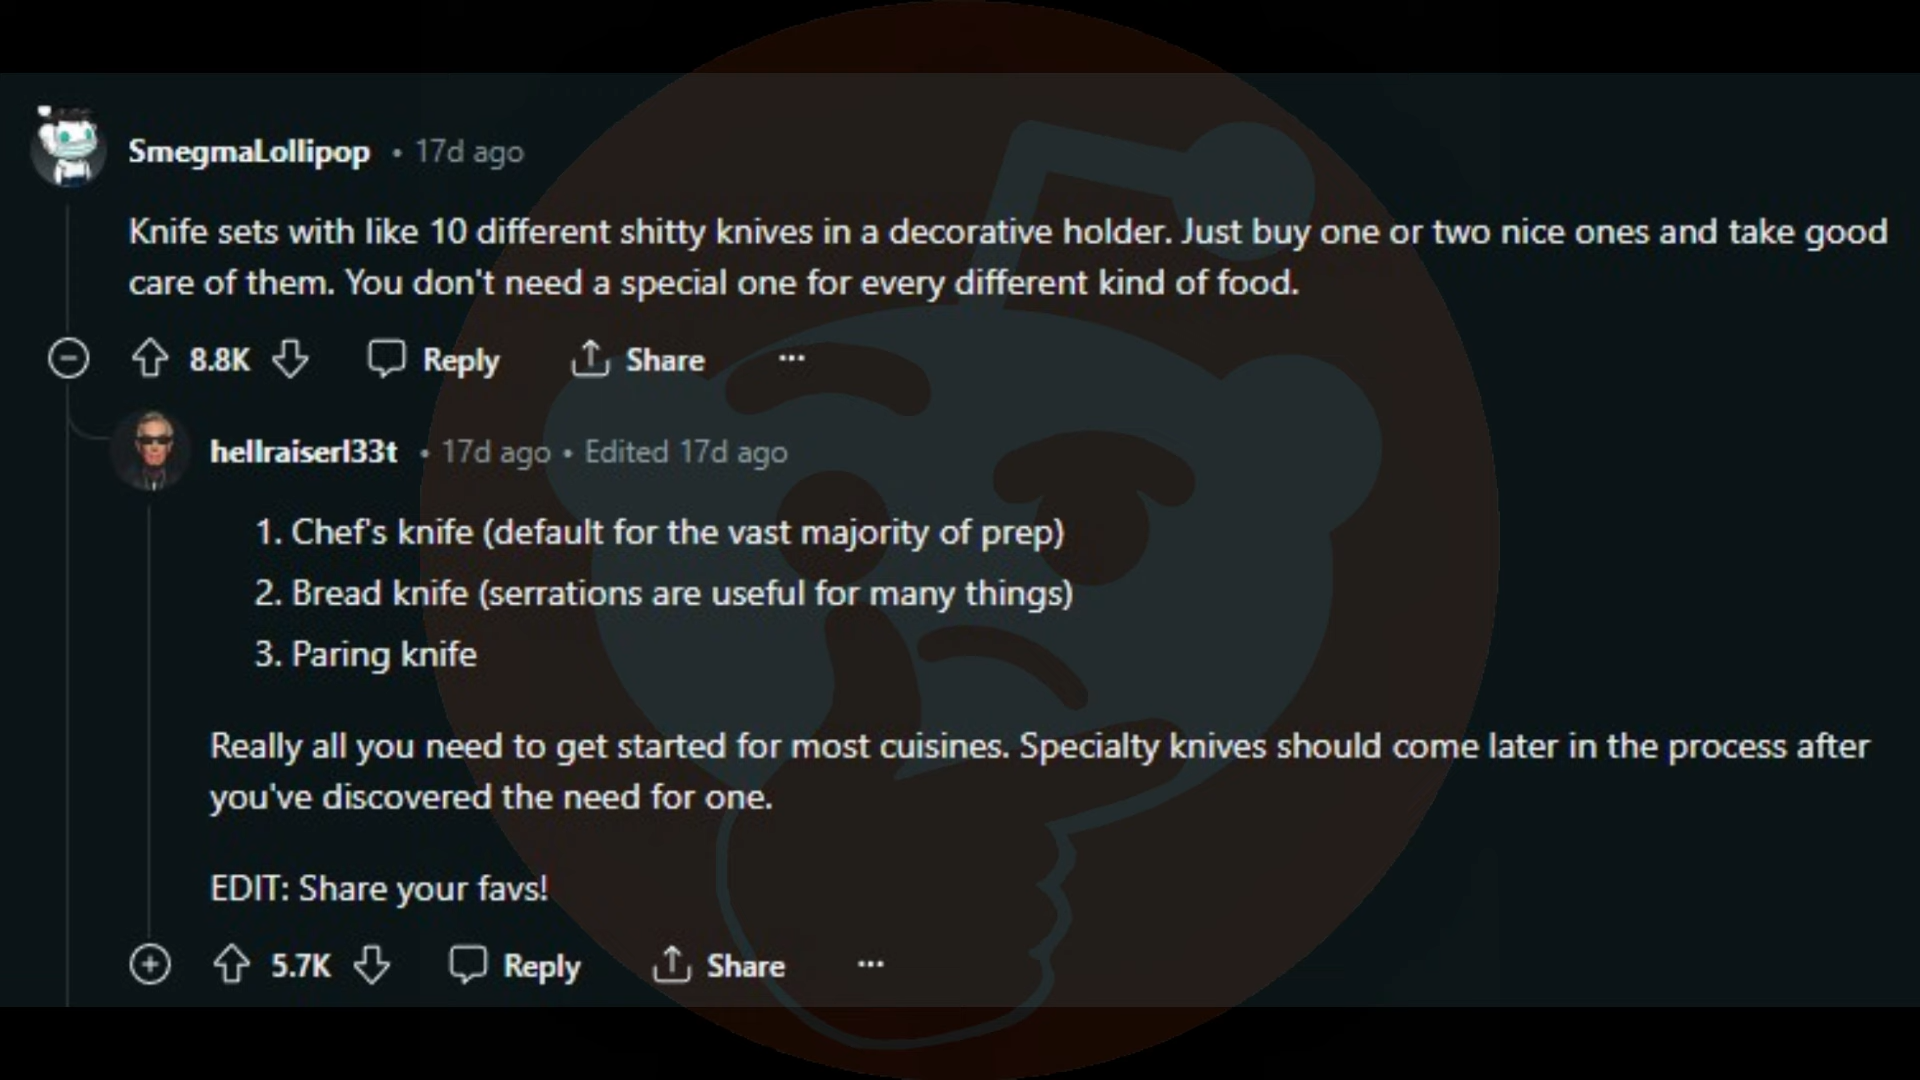 SmegmaLollipop • 17d ago
Knife sets with like 10 different shitty knives in a decorative holder. Just buy one or two nice ones and take good
care of them. You don't need a special one for every different kind of food.
8.8K Reply Share ...
hellraiserl33t • 17d ago • Edited 17d ago
1. Chef's knife (default for the vast majority of prep)
2. Bread knife (serrations are useful for many things)
3. Paring knife
Really all you need to get started for most cuisines. Specialty knives should come later in the process after
you've discovered the need for one.
EDIT: Share your favs!
5.7K Reply Share ...